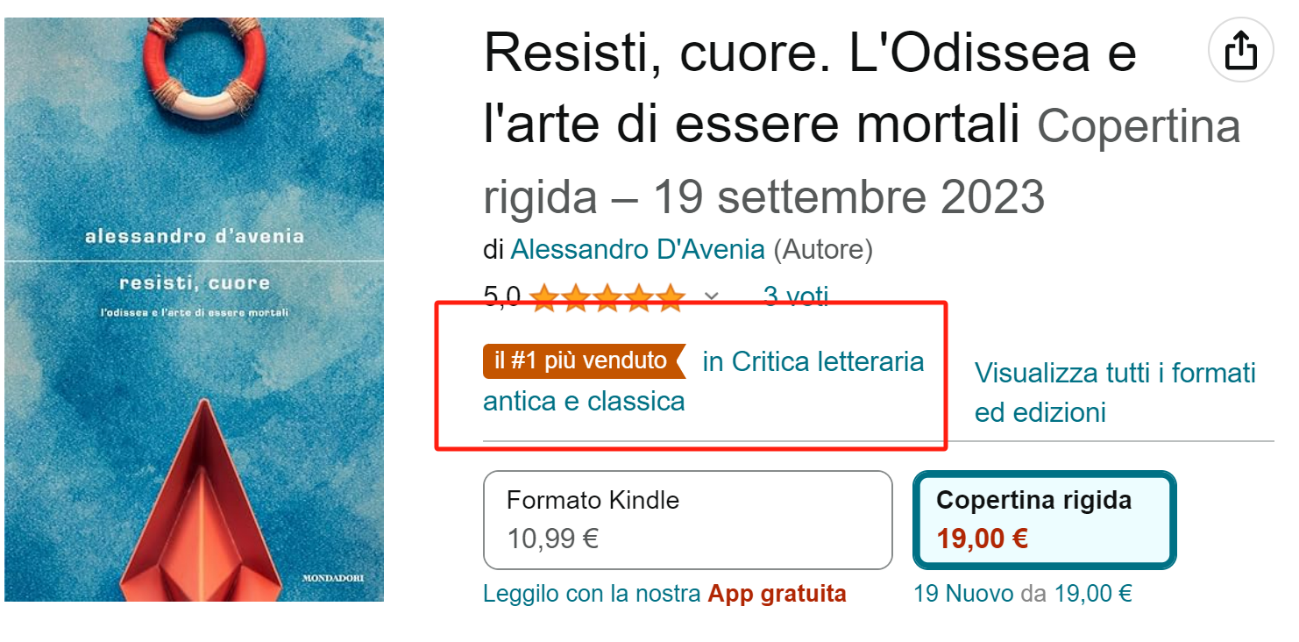 alessandro d'avenia
resisti, cuore
l'odissea e l'arte di essere mortali
MONDADORI
Resisti, cuore. L'Odissea e
l'arte di essere mortali Copertina
rigida – 19 settembre 2023
di Alessandro D'Avenia (Autore)
5,0 3 voti
il #1 più venduto in Critica letteraria
antica e classica
Visualizza tutti i formati
ed edizioni
Formato Kindle
10,99 €
Leggilo con la nostra App gratuita
Copertina rigida
19,00 €
19 Nuovo da 19,00 €